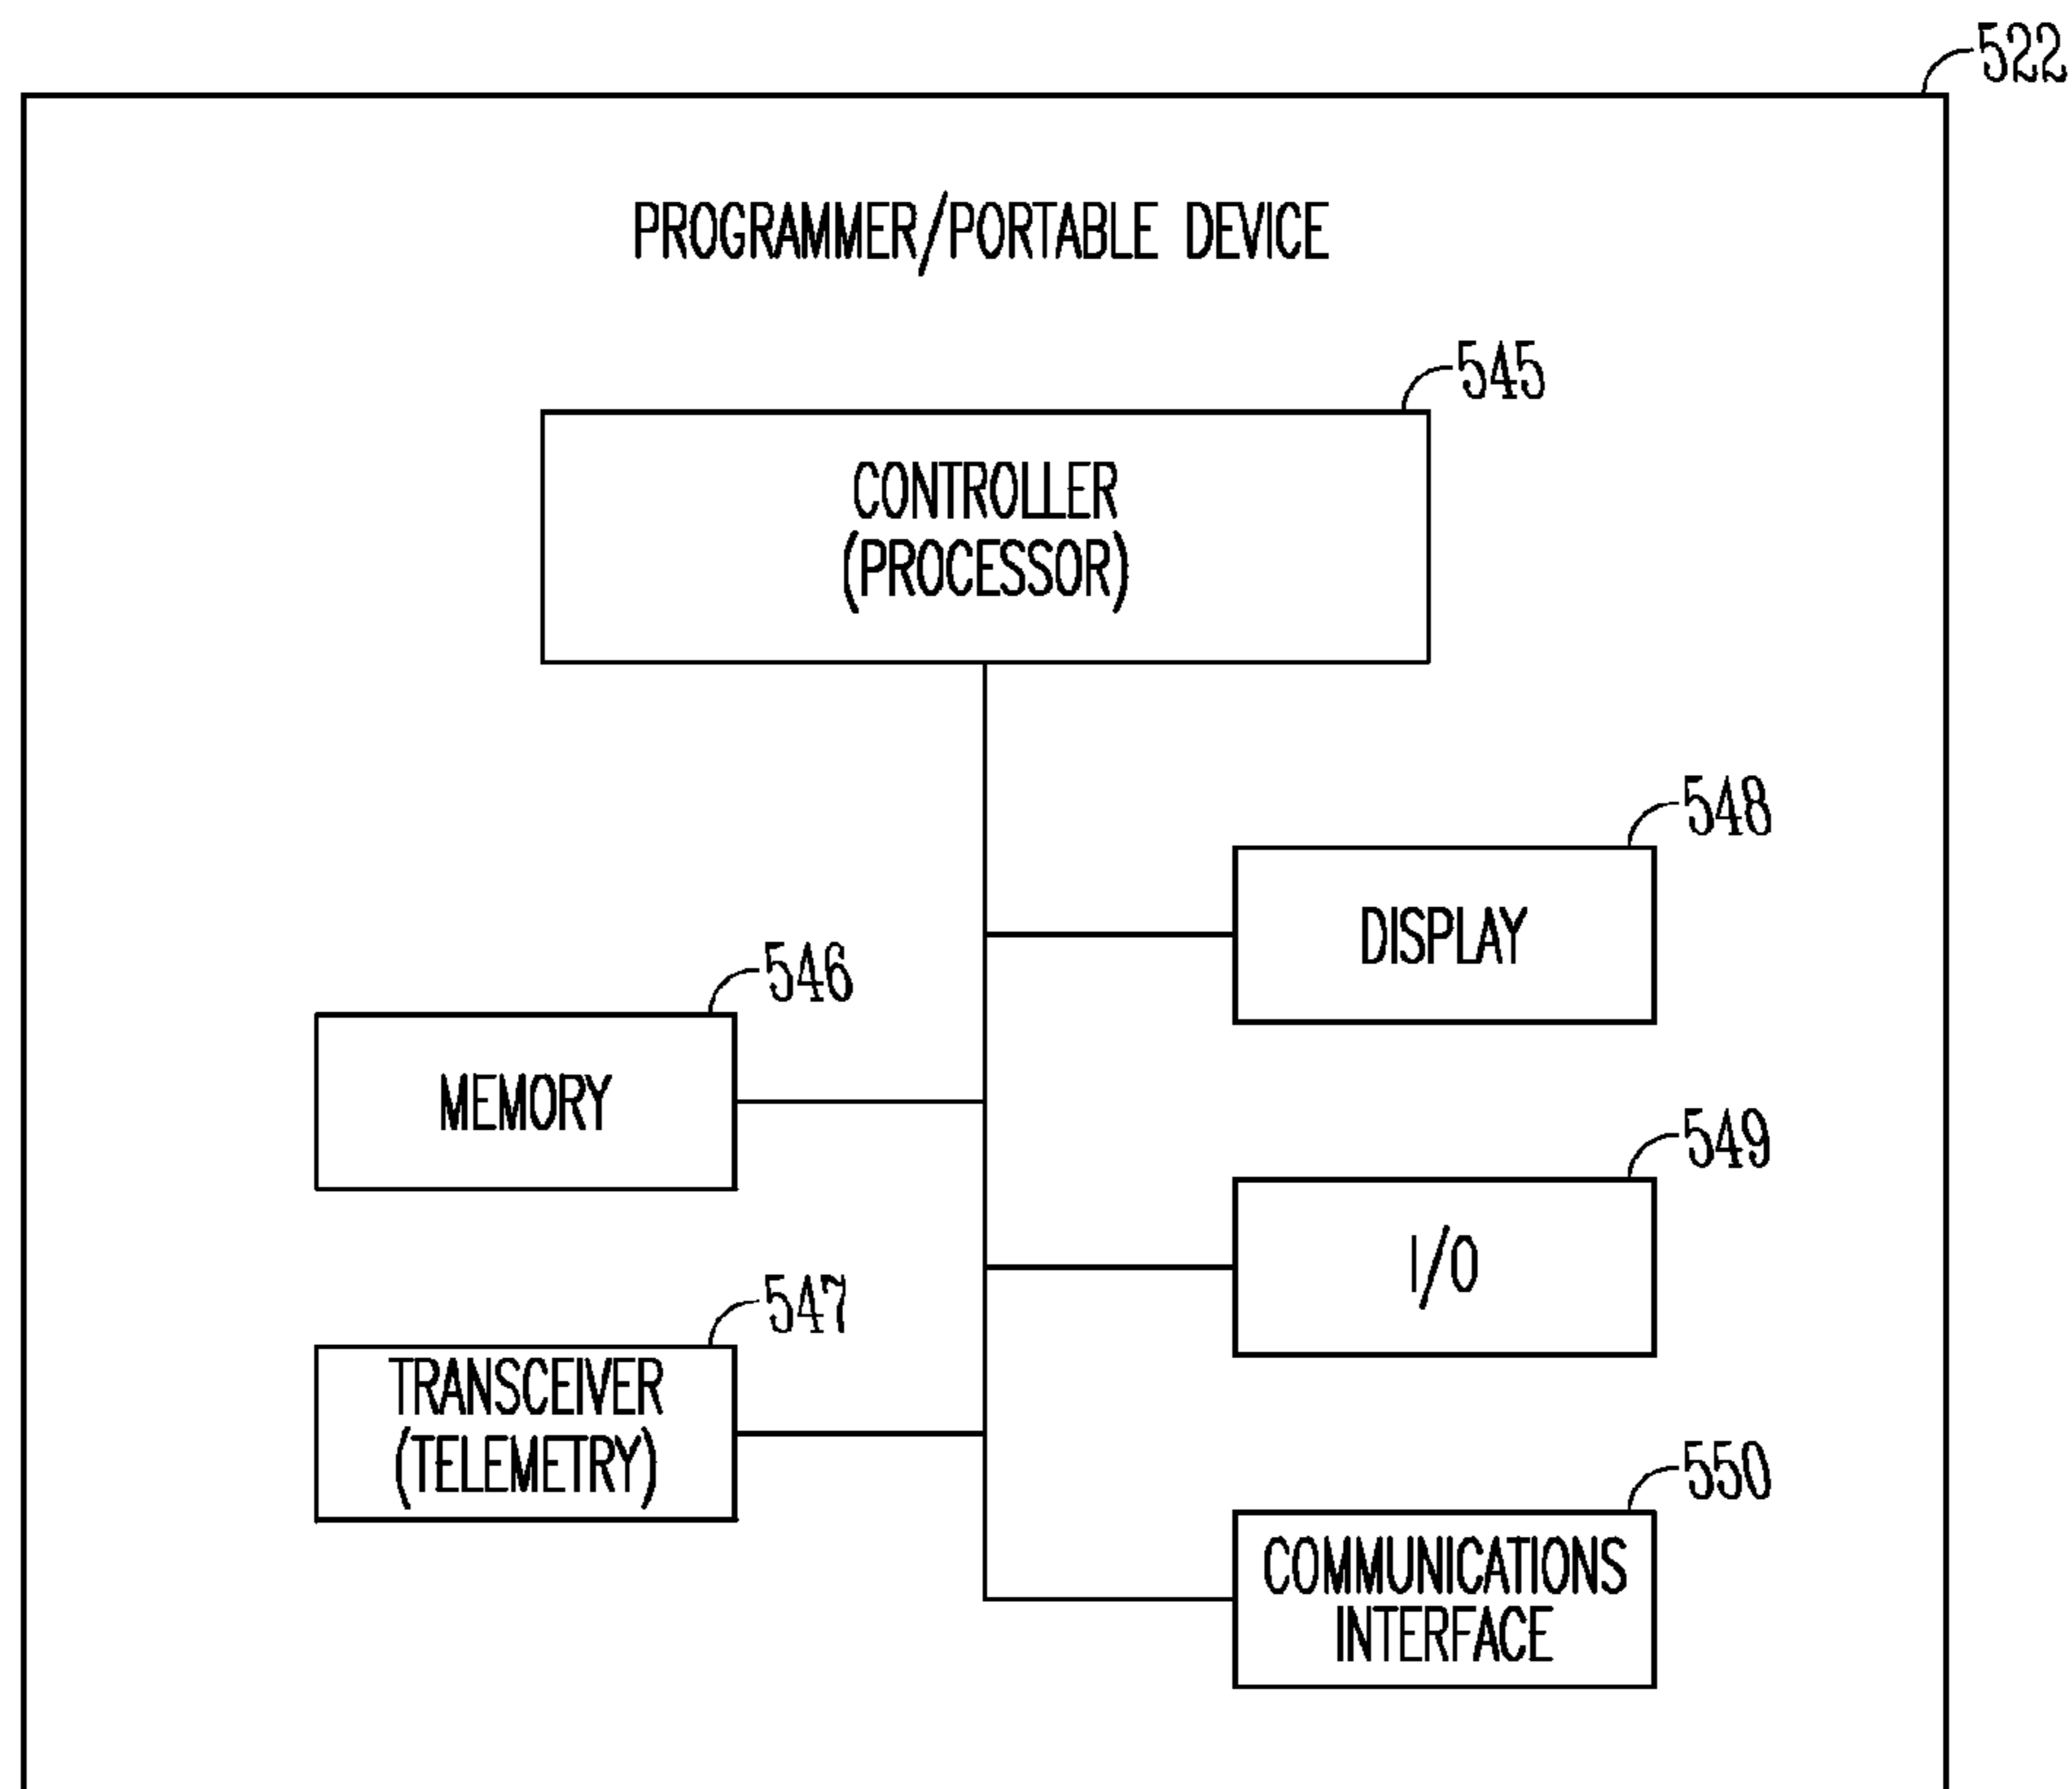 522
PROGRAMMER/PORTABLE DEVICE
545
CONTROLLER
(PROCESSOR)
548
DISPLAY
546
MEMORY
549
I/O
547
TRANSCEIVER
(TELEMETRY)
550
COMMUNICATIONS
INTERFACE